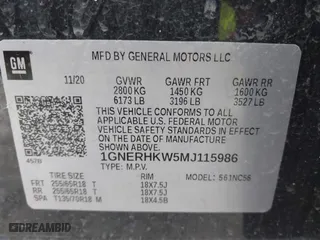 GM
MFD BY GENERAL MOTORS LLC
11/20 GVWR GAWR FRT GAWR RR
2800 KG 1450 KG 1600 KG
6173 LB 3196 LB 3527 LB
THIS VEHICLE CONFORMS TO ALL APPLICABLE
U.S. FEDERAL MOTOR VEHICLE SAFETY
STANDARDS IN EFFECT ON THE DATE OF
MANUFACTURE SHOWN ABOVE.
1GNERHKW5MJ115986
TYPE: M.P.V. MODEL:
TIRE SIZE RIM
FRT 255/65R18 T 18X7.5J
RR 255/65R18 T 18X7.5J
SPA T135/70R18 M 18X4.5B
DREAMBID